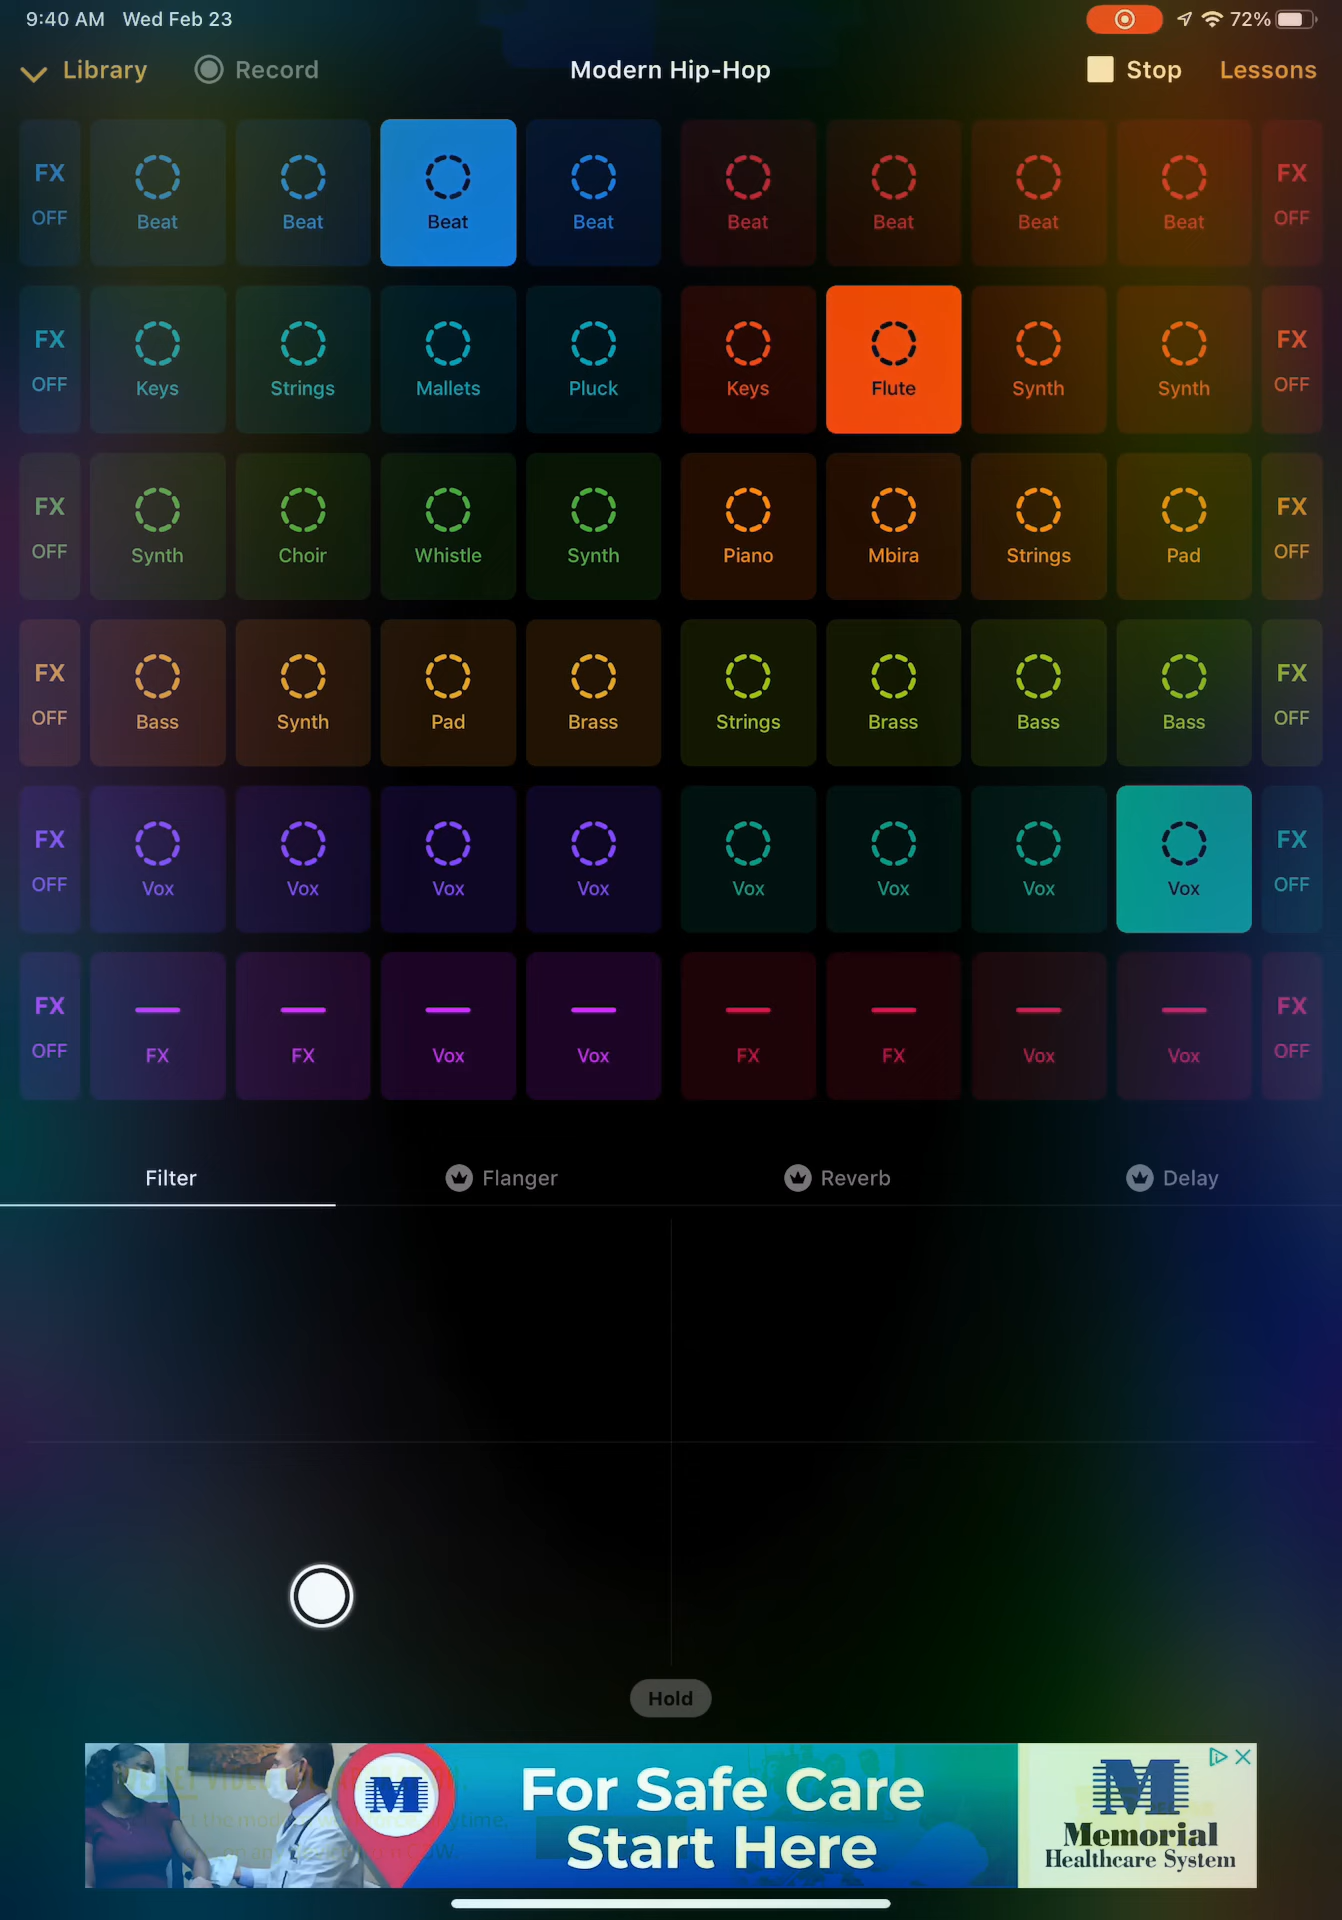 9:40 AM Wed Feb 23 72%
Library Record Modern Hip-Hop Stop Lessons
FX Beat Beat Beat Beat Beat Beat Beat Beat FX
OFF OFF
FX Keys Strings Mallets Pluck Keys Flute Synth Synth FX
OFF OFF
FX Synth Choir Whistle Synth Piano Mbira Strings Pad FX
OFF OFF
FX Bass Synth Pad Brass Strings Brass Bass Bass FX
OFF OFF
FX Vox Vox Vox Vox Vox Vox Vox Vox FX
OFF OFF
FX FX FX Vox Vox FX FX Vox Vox FX
OFF OFF
Filter Flanger Reverb Delay
Hold
M
For Safe Care
Start Here
M
Memorial
Healthcare System